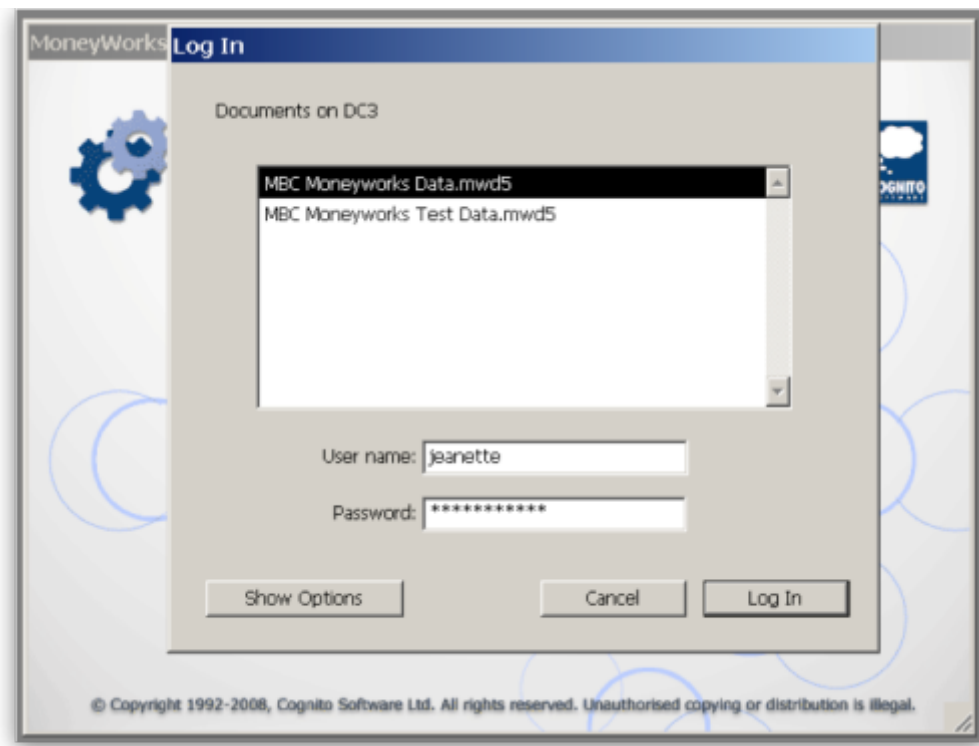 MoneyWorks
Log In
Documents on DC3
MBC Moneyworks Data.mwd5
MBC Moneyworks Test Data.mwd5
User name: jeanette
Password: ***********
Show Options
Cancel
Log In
© Copyright 1992-2008, Cognito Software Ltd. All rights reserved. Unauthorised copying or distribution is illegal.